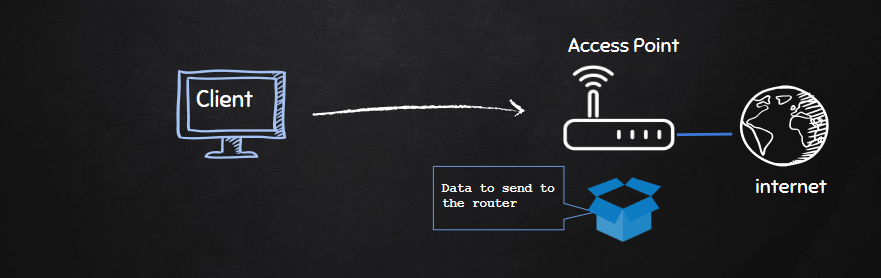 Access Point
Client
Data to send to
the router
internet